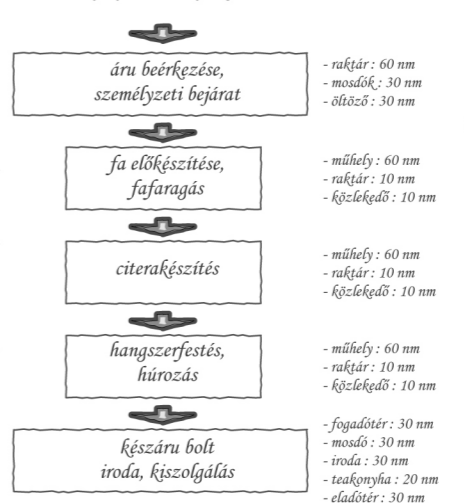 áru beérkezése,
személyzeti bejárat
- raktár : 60 nm
- mosdók : 30 nm
- öltöző : 30 nm
fa előkészítése,
fafaragás
- műhely : 60 nm
- raktár : 10 nm
- közlekedő : 10 nm
citerakészítés
- műhely : 60 nm
- raktár : 10 nm
- közlekedő : 10 nm
hangszerfestés,
húrozás
- műhely : 60 nm
- raktár : 10 nm
- közlekedő : 10 nm
készáru bolt
iroda, kiszolgálás
- fogadótér : 30 nm
- mosdó : 30 nm
- iroda : 30 nm
- teakonyha : 20 nm
- eladótér : 30 nm